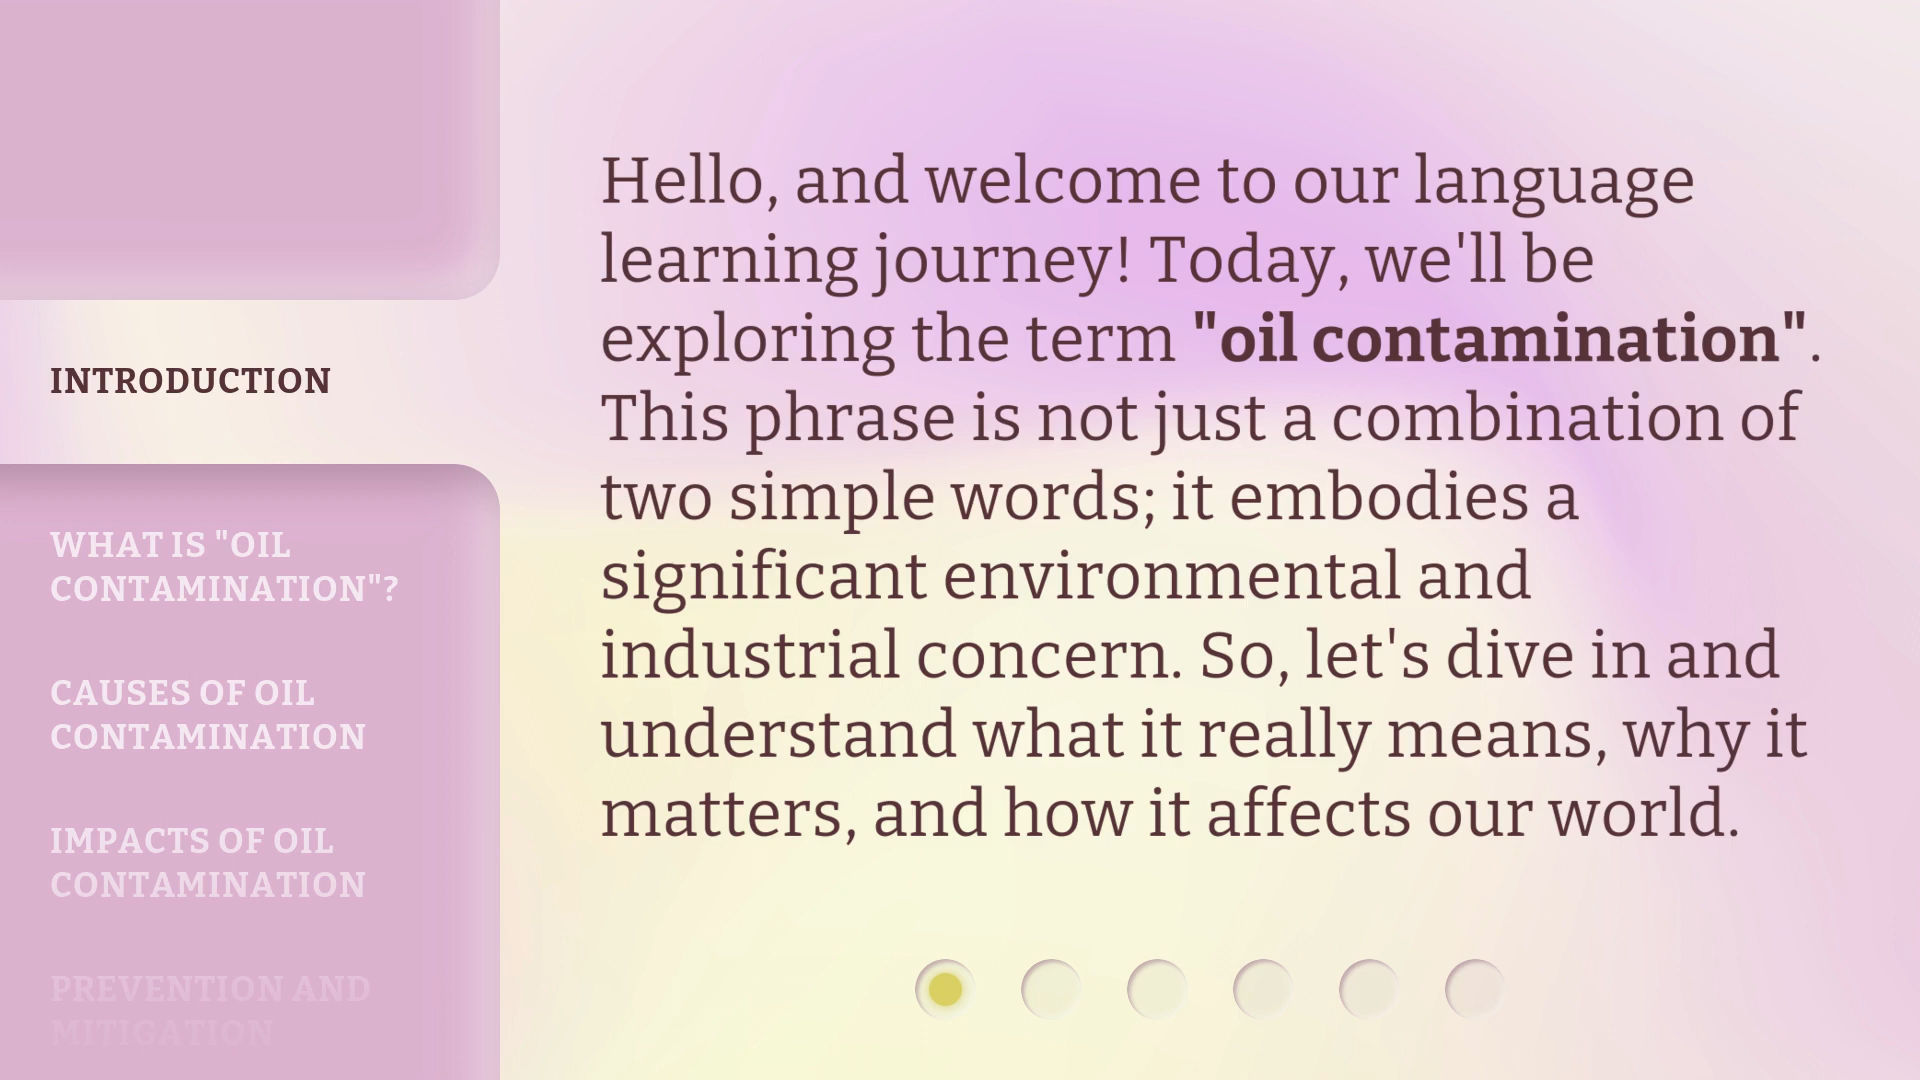 INTRODUCTION
WHAT IS "OIL
CONTAMINATION"?
CAUSES OF OIL
CONTAMINATION
IMPACTS OF OIL
CONTAMINATION
PREVENTION AND
MITIGATION
Hello, and welcome to our language
learning journey! Today, we'll be
exploring the term "oil contamination".
This phrase is not just a combination of
two simple words; it embodies a
significant environmental and
industrial concern. So, let's dive in and
understand what it really means, why it
matters, and how it affects our world.